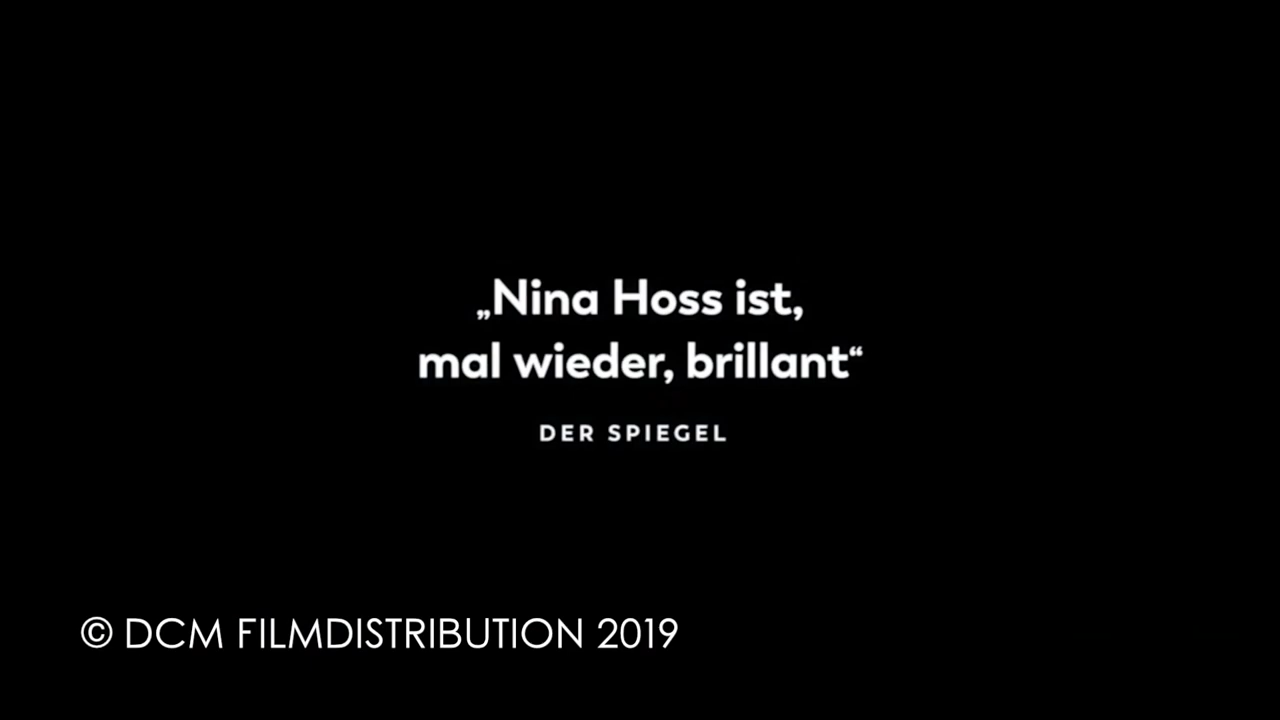 „Nina Hoss ist,
mal wieder, brillant“
DER SPIEGEL
© DCM FILMDISTRIBUTION 2019